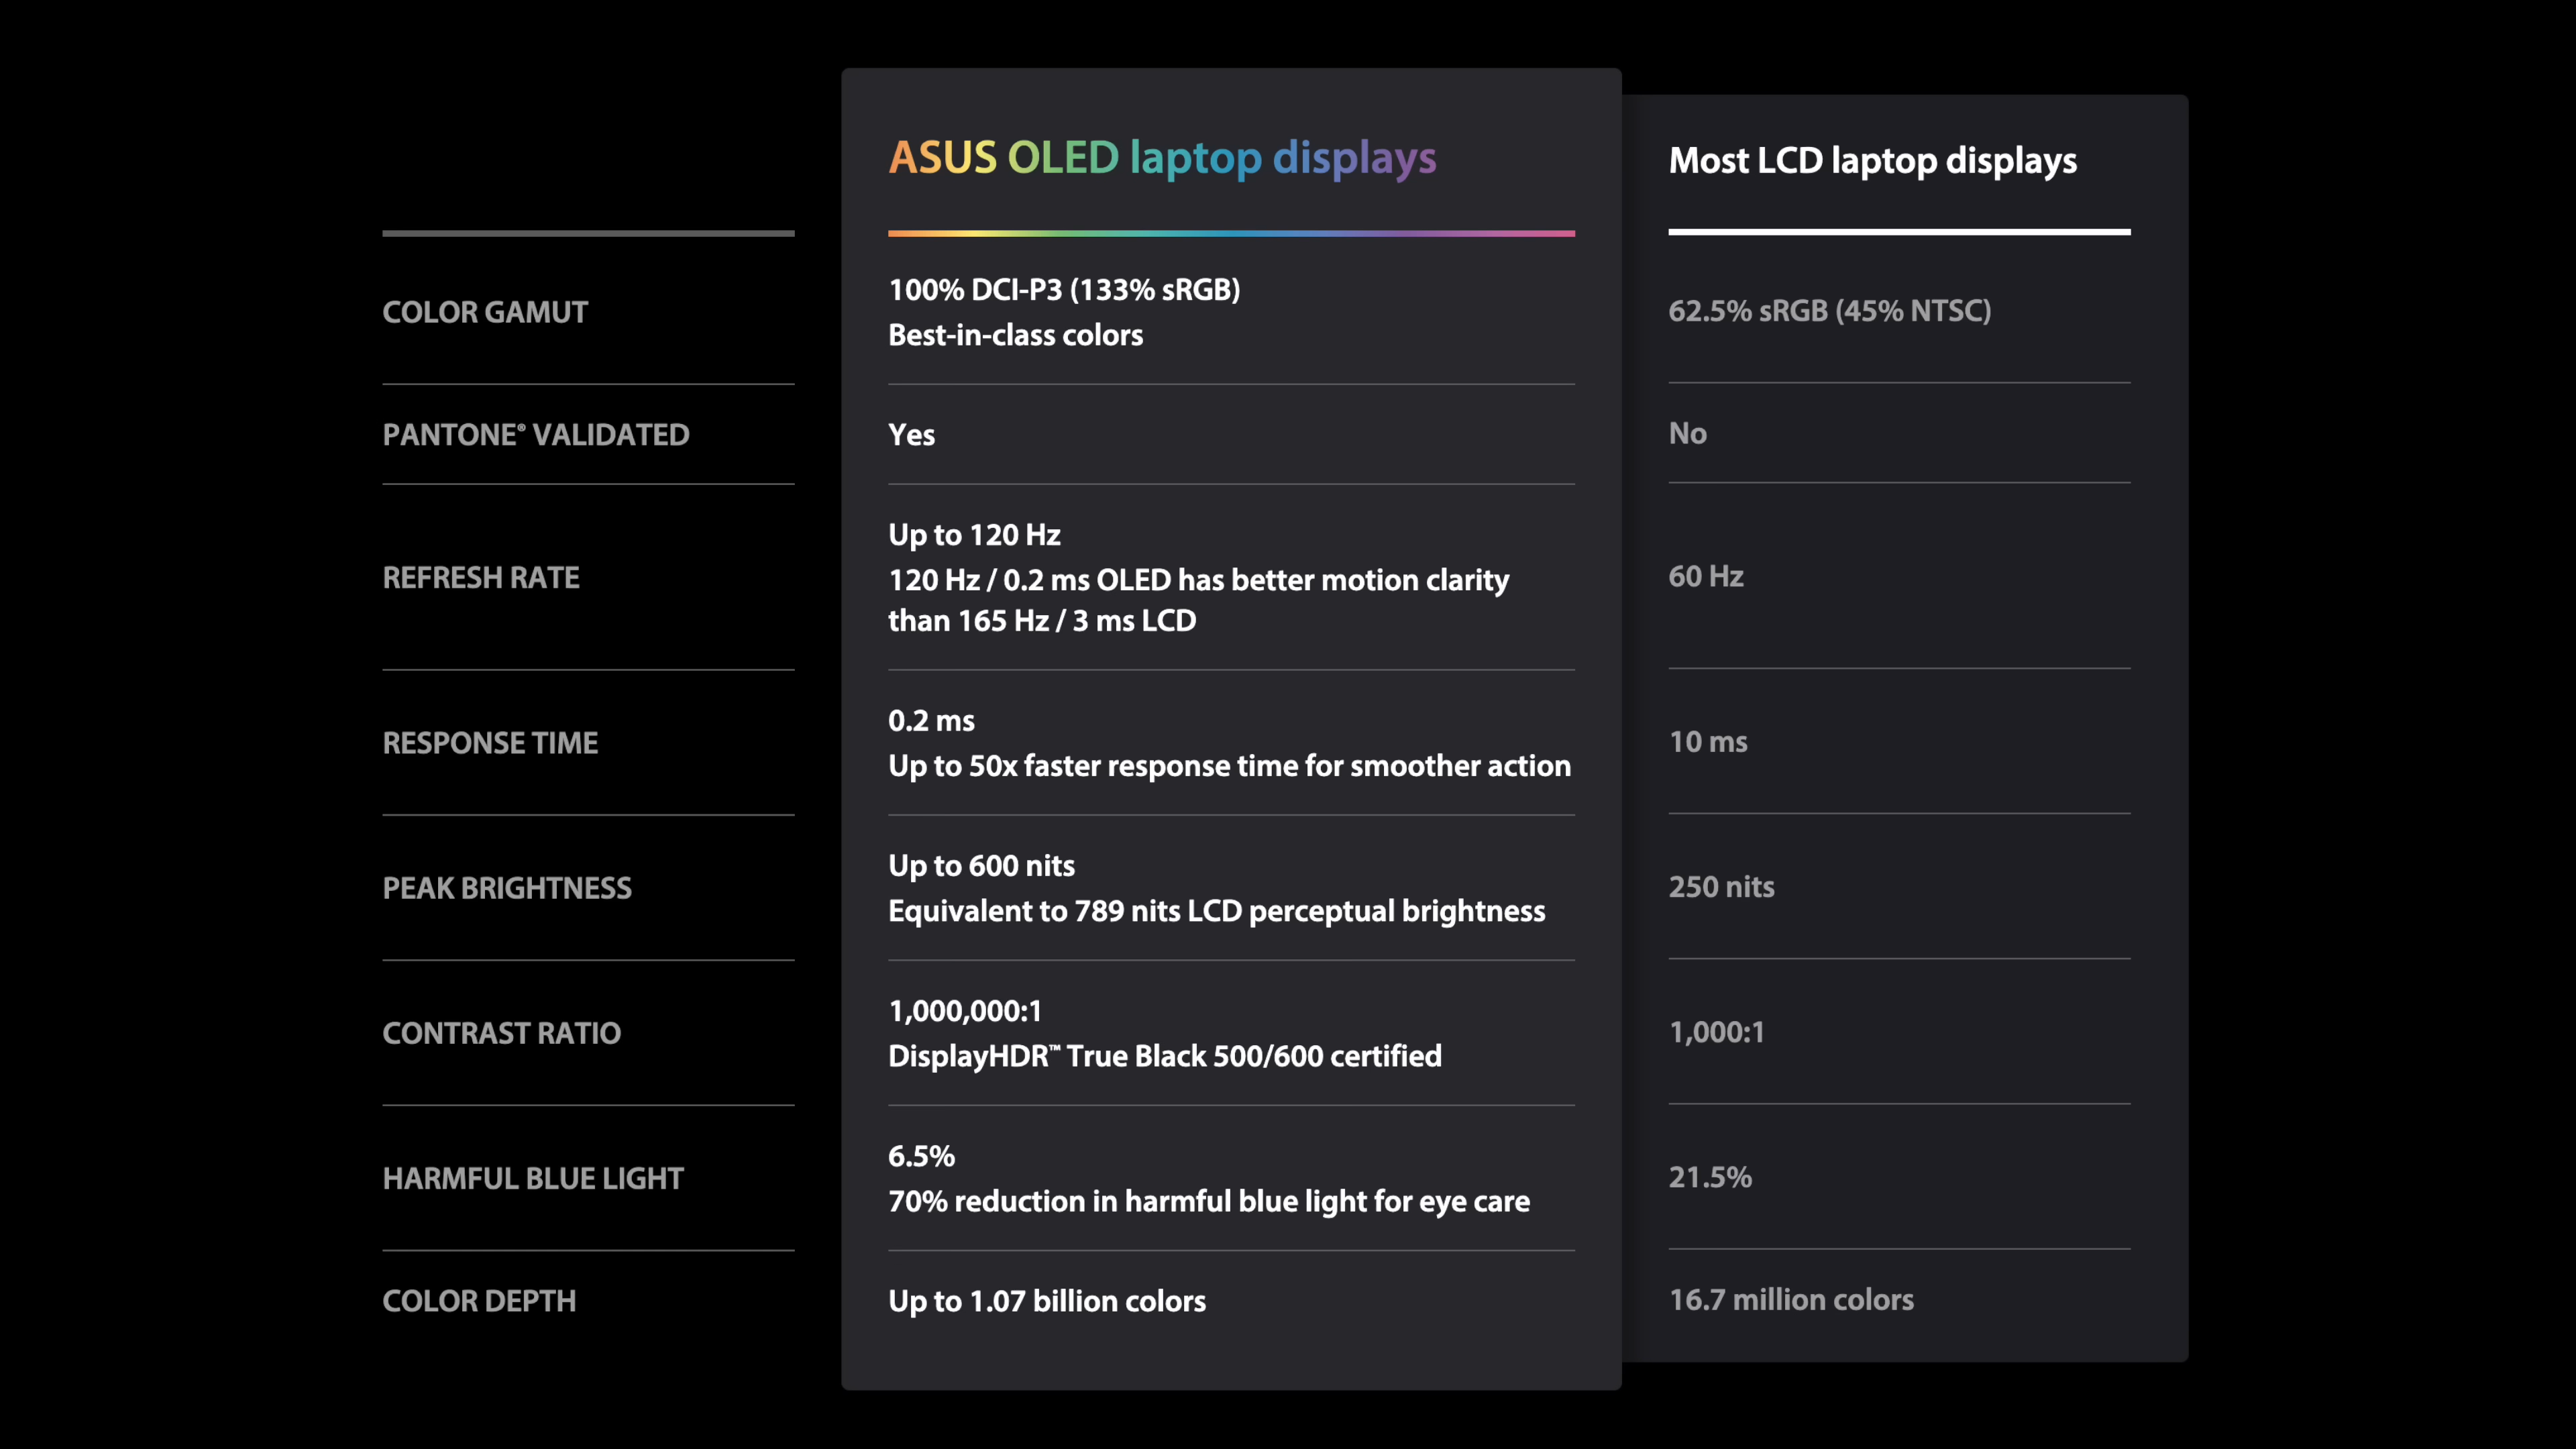 ASUS OLED laptop displays
Most LCD laptop displays
COLOR GAMUT
100% DCI-P3 (133% sRGB)
Best-in-class colors
62.5% sRGB (45% NTSC)
PANTONE® VALIDATED
Yes
No
REFRESH RATE
Up to 120 Hz
120 Hz / 0.2 ms OLED has better motion clarity
than 165 Hz / 3 ms LCD
60 Hz
RESPONSE TIME
0.2 ms
Up to 50x faster response time for smoother action
10 ms
PEAK BRIGHTNESS
Up to 600 nits
Equivalent to 789 nits LCD perceptual brightness
250 nits
CONTRAST RATIO
1,000,000:1
DisplayHDR™ True Black 500/600 certified
1,000:1
HARMFUL BLUE LIGHT
6.5%
70% reduction in harmful blue light for eye care
21.5%
COLOR DEPTH
Up to 1.07 billion colors
16.7 million colors